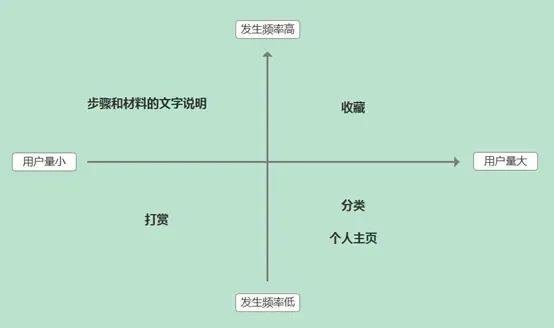 发生频率高
步骤和材料的文字说明
收藏
用户量小
用户量大
打赏
分类
个人主页
发生频率低